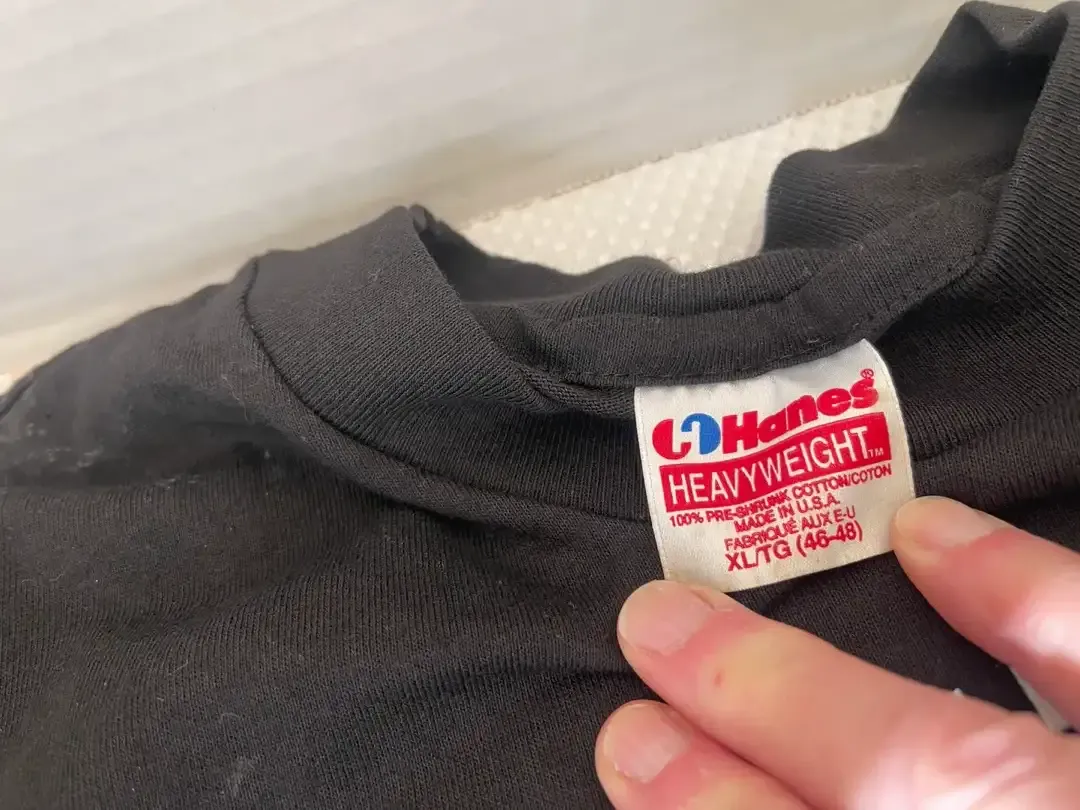 Hanes®
HEAVYWEIGHT™
100% PRE-SHRUNK COTTON/COTON
MADE IN U.S.A.
FABRIQUÉ AUX E-U
XL/TG (46-48)